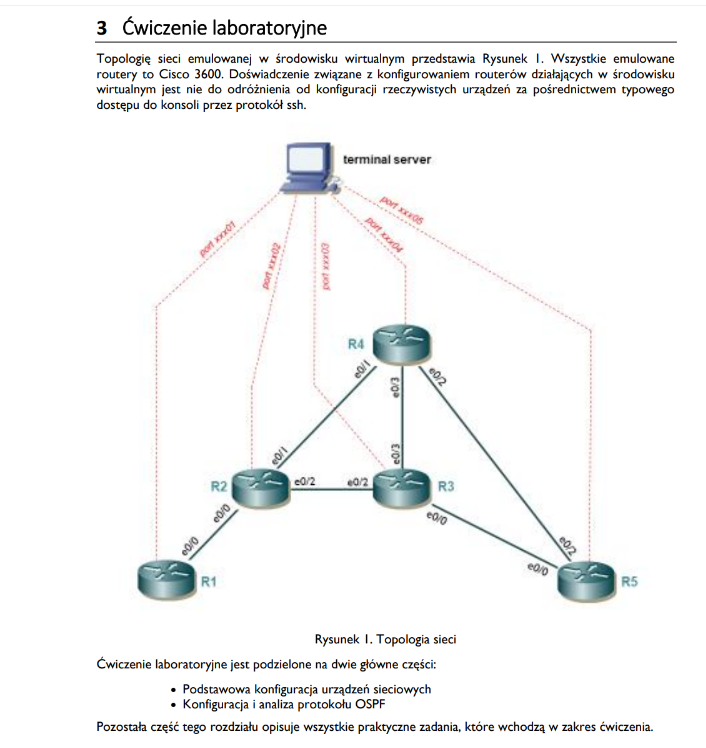 3 Ćwiczenie laboratoryjne
Topologię sieci emulowanej w środowisku wirtualnym przedstawia Rysunek 1. Wszystkie emulowane
routery to Cisco 3600. Doświadczenie związane z konfigurowaniem routerów działających w środowisku
wirtualnym jest nie do odróżnienia od konfiguracji rzeczywistych urządzeń za pośrednictwem typowego
dostępu do konsoli przez protokół ssh.
terminal server
port xxx01
port xxx02
port xxx03
port xxx04
port xxx05
R4
e0/1
e0/3
e0/2
e0/1
e0/3
R2
e0/2
e0/2
R3
e0/0
e0/0
e0/0
e0/2
e0/0
R1
R5
Rysunek 1. Topologia sieci
Ćwiczenie laboratoryjne jest podzielone na dwie główne części:
• Podstawowa konfiguracja urządzeń sieciowych
• Konfiguracja i analiza protokołu OSPF
Pozostała część tego rozdziału opisuje wszystkie praktyczne zadania, które wchodzą w zakres ćwiczenia.